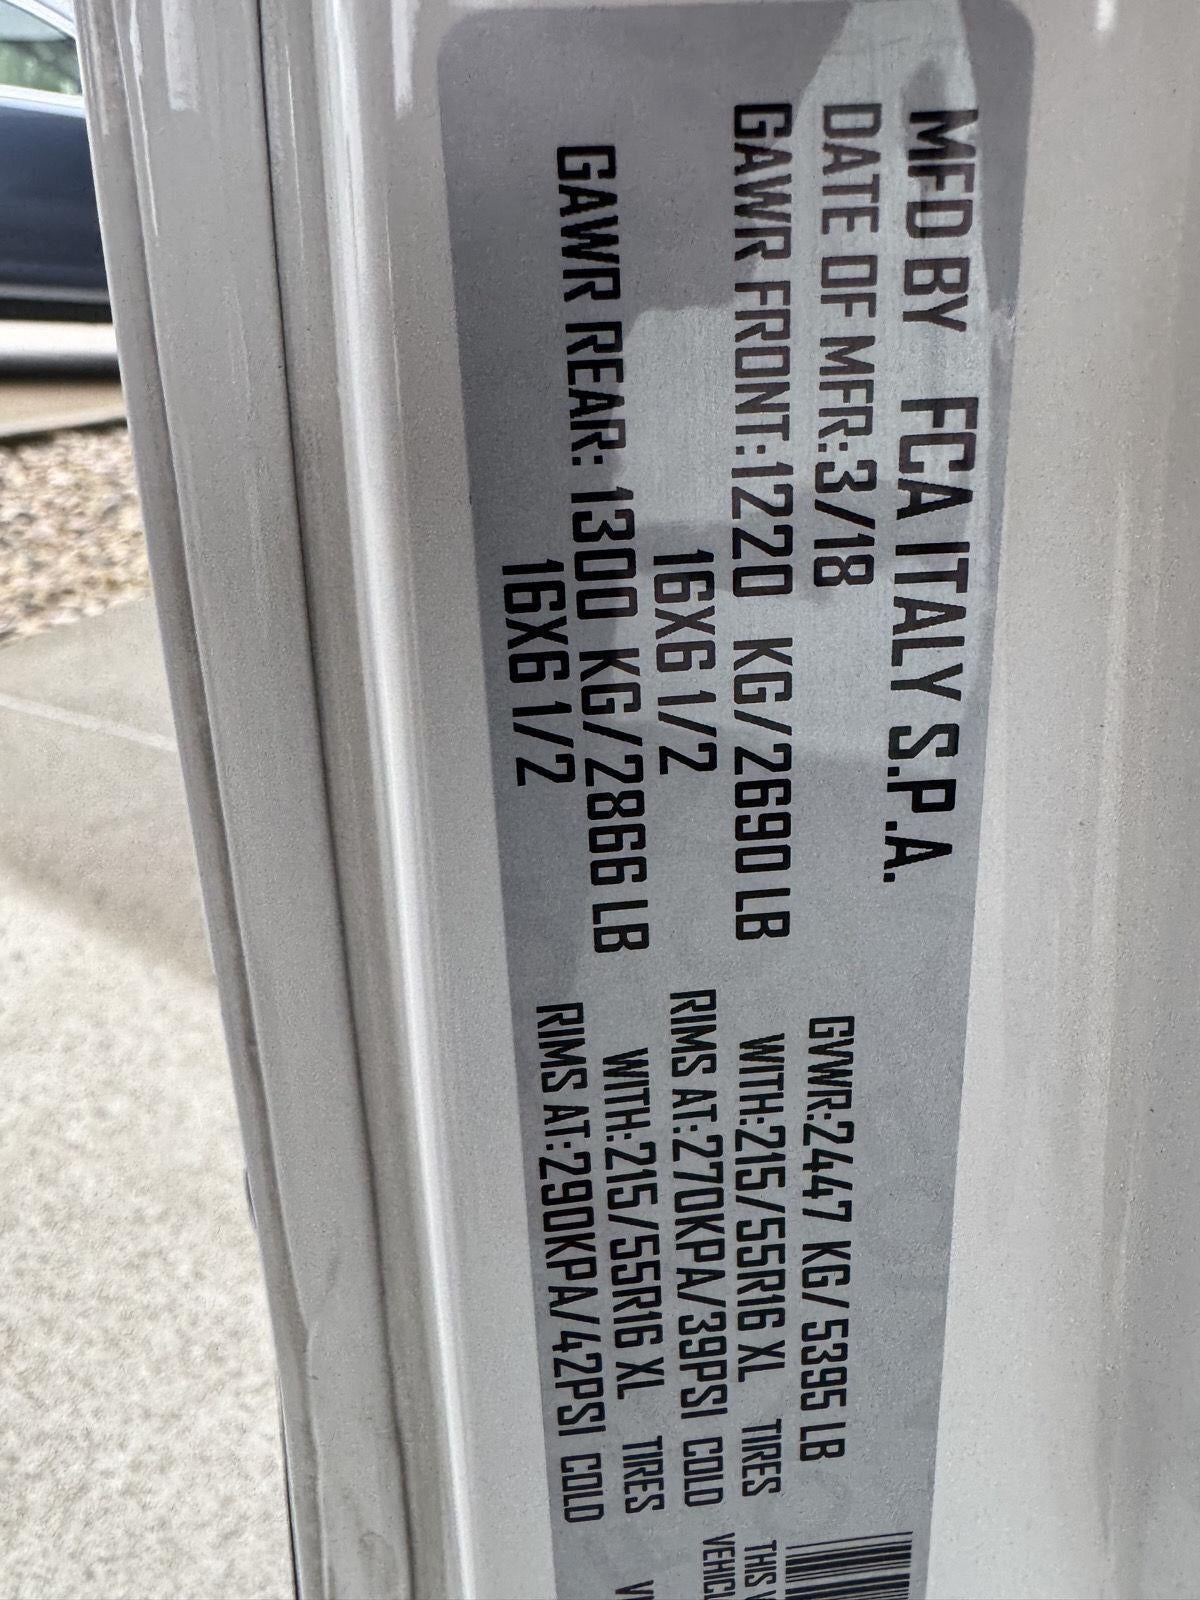 MFD BY FCA ITALY S.P.A.
DATE OF MFR:3/18 GVWR:2447 KG/ 5395 LB
GAWR FRONT:1220 KG/2690 LB WITH:215/55R16 XL TIRES
16X6 1/2 RIMS AT:270KPA/39PSI COLD
GAWR REAR: 1300 KG/2866 LB WITH:215/55R16 XL TIRES
16X6 1/2 RIMS AT:290KPA/42PSI COLD
THIS